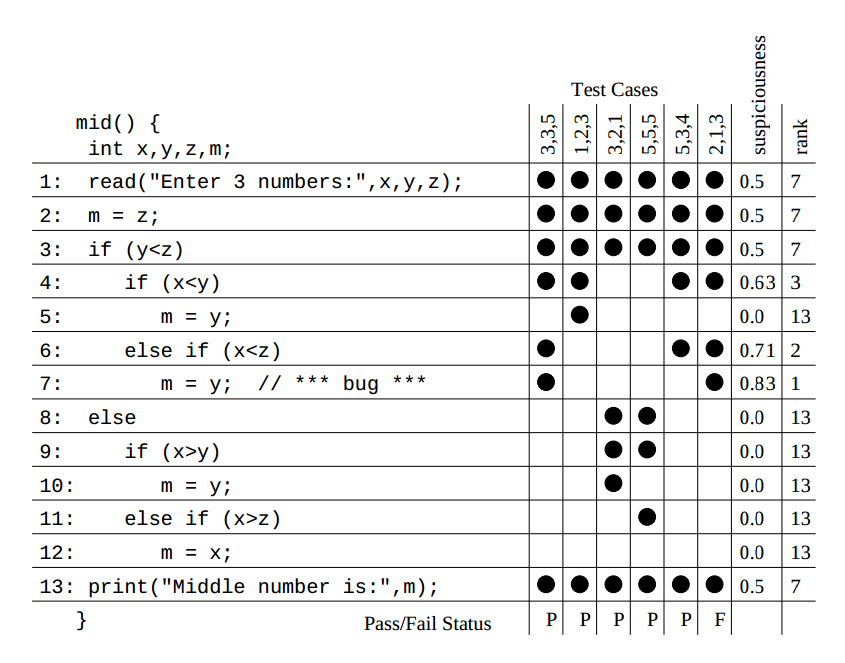 suspiciousness
Test Cases
mid() {
int x,y,z,m;
3,3,5 1,2,3 3,2,1 5,5,5 5,3,4 2,1,3 rank
1: read("Enter 3 numbers:",x,y,z); 0.5 7
2: m = z; 0.5 7
3: if (y<z) 0.5 7
4: if (x<y) 0.63 3
5: m = y; 0.0 13
6: else if (x<z) 0.71 2
7: m = y; // *** bug *** 0.83 1
8: else 0.0 13
9: if (x>y) 0.0 13
10: m = y; 0.0 13
11: else if (x>z) 0.0 13
12: m = x; 0.0 13
13: print("Middle number is:",m); 0.5 7
} Pass/Fail Status P P P P P F